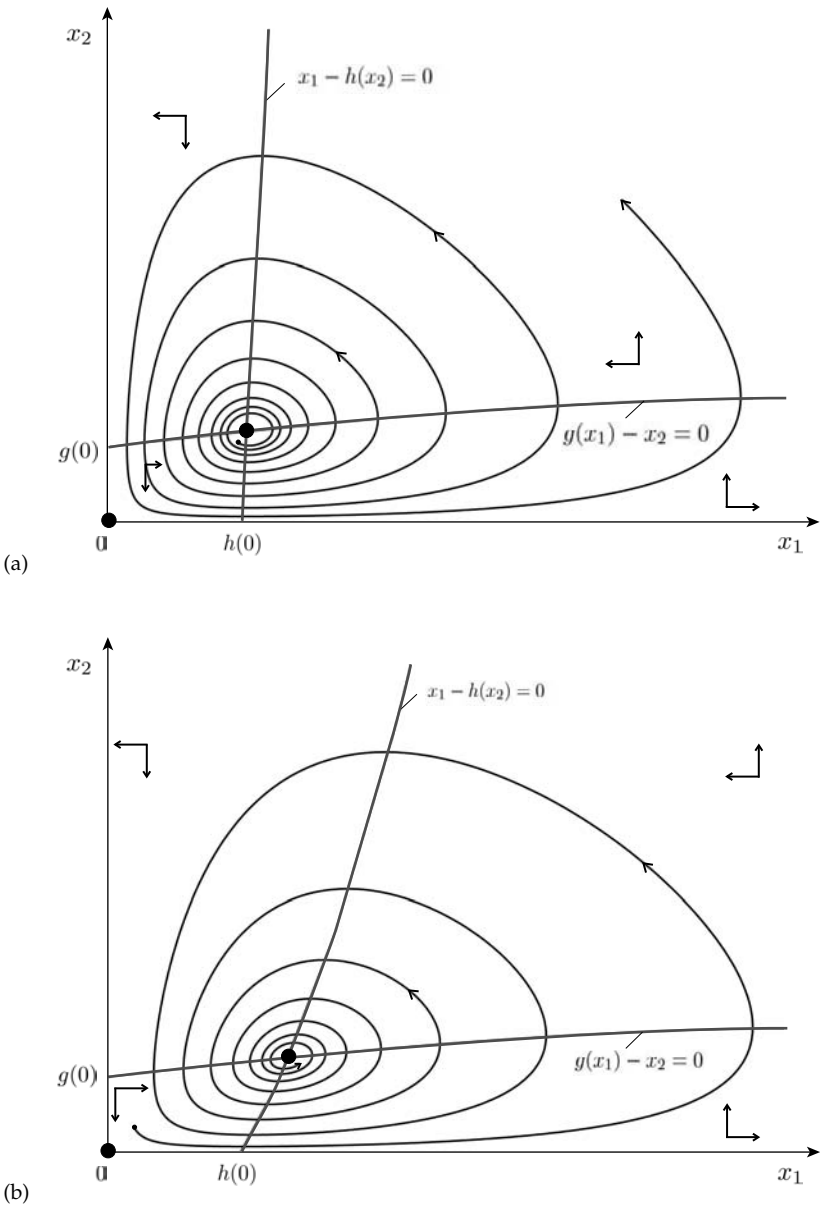 x₂
x₁ − h(x₂) = 0
g(x₁) − x₂ = 0
g(0)
0
h(0)
x₁
(a)
x₂
x₁ − h(x₂) = 0
g(x₁) − x₂ = 0
g(0)
0
h(0)
x₁
(b)